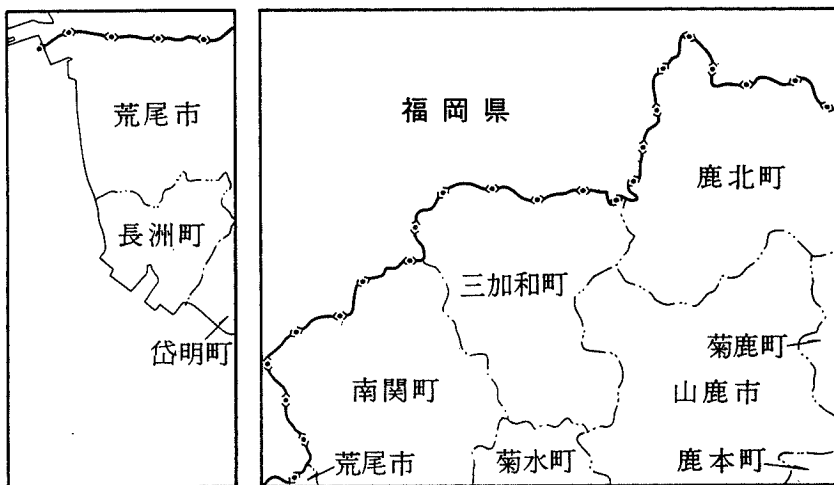 荒尾市
長洲町
岱明町
福岡県
鹿北町
三加和町
菊鹿町
南関町
山鹿市
荒尾市
菊水町
鹿本町